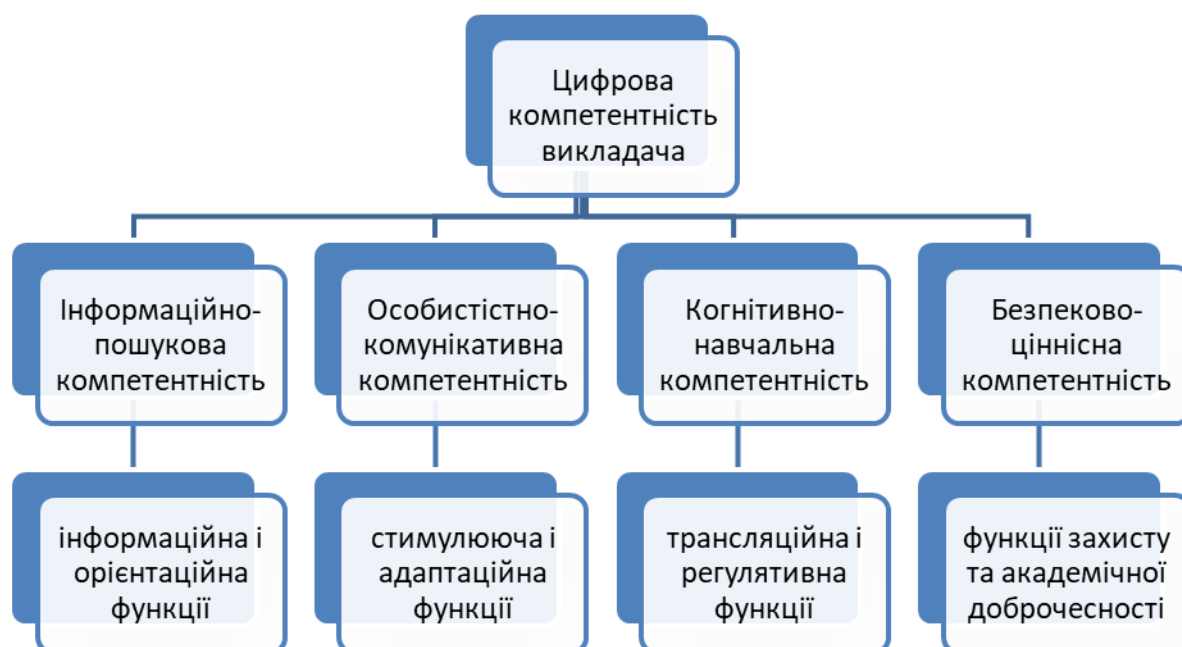 Цифрова
компетентність
викладача
Інформаційно-
пошукова
компетентність
Особистістно-
комунікативна
компетентність
Когнітивно-
навчальна
компетентність
Безпеково-
ціннісна
компетентність
інформаційна і
орієнтаційна
функції
стимулююча і
адаптаційна
функції
трансляційна і
регулятивна
функції
функції захисту
та академічної
доброчесності